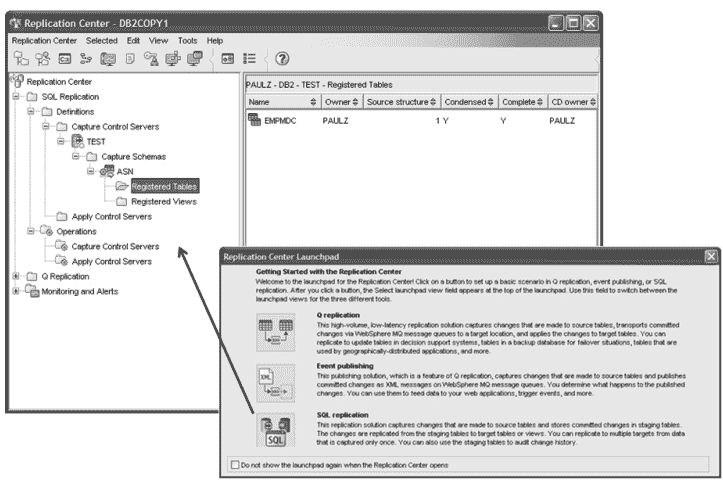 Replication Center - DB2COPY1
Replication Center Selected Edit View Tools Help
Replication Center
SQL Replication
Definitions
Capture Control Servers
TEST
Capture Schemas
ASN
Registered Tables
Registered Views
Apply Control Servers
Operations
Capture Control Servers
Apply Control Servers
Q Replication
Monitoring and Alerts
PAULZ - DB2 - TEST - Registered Tables
Name Owner Source structure Condensed Complete CD owner
EMPMDC PAULZ 1 Y Y PAULZ
Replication Center Launchpad
Getting Started with the Replication Center
Welcome to the launchpad for the Replication Center! Click on a button to set up a basic scenario in Q replication, event publishing, or SQL
replication. After you click a button, the Select launchpad view field appears at the top of the launchpad. Use this field to switch between the
launchpad views for the three different tools.
Q replication
This high-volume, low-latency replication solution captures changes that are made to source tables, transports committed
changes via WebSphere MQ message queues to a target location, and applies the changes to target tables. You can
replicate to update tables in decision support systems, tables in a backup database for failover situations, tables that are
used by geographically-distributed applications, and more.
Event publishing
XML
This publishing solution, which is a feature of Q replication, captures changes that are made to source tables and publishes
committed changes as XML messages on WebSphere MQ message queues. You determine what happens to the published
changes. You can use them to feed data to your web applications, trigger events, and more.
SQL replication
SQL
This replication solution captures changes that are made to source tables and stores committed changes in staging tables.
The changes are replicated from the staging tables to target tables or views. You can replicate to multiple targets from data
that is captured only once. You can also use the staging tables to audit change history.
Do not show the launchpad again when the Replication Center opens